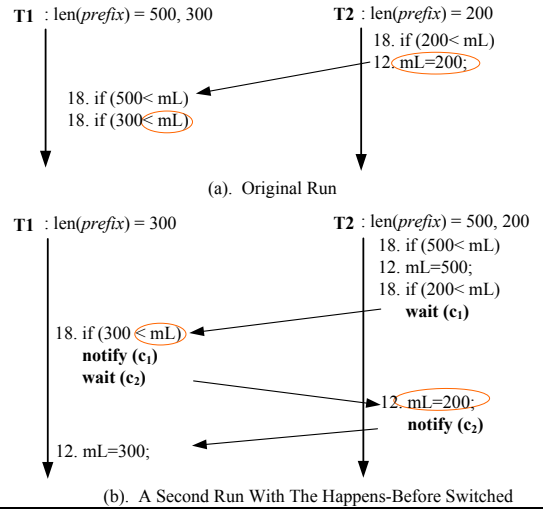 T1 : len(prefix) = 500, 300
T2 : len(prefix) = 200
18. if (200< mL)
12. mL=200;
18. if (500< mL)
18. if (300< mL)
(a). Original Run
T1 : len(prefix) = 300
T2 : len(prefix) = 500, 200
18. if (500< mL)
12. mL=500;
18. if (200< mL)
wait (c₁)
18. if (300 < mL)
notify (c₁)
wait (c₂)
12. mL=200;
notify (c₂)
12. mL=300;
(b). A Second Run With The Happens-Before Switched